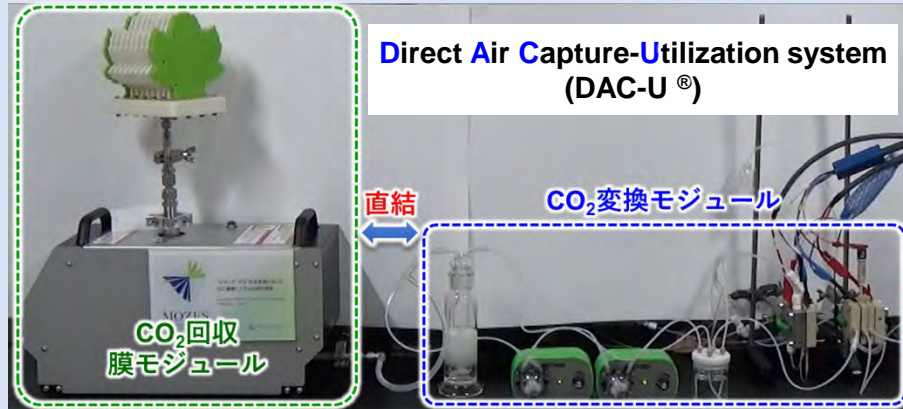 Direct Air Capture-Utilization system
(DAC-U ®)
直結
CO₂変換モジュール
MOZES
CO₂回収
膜モジュール